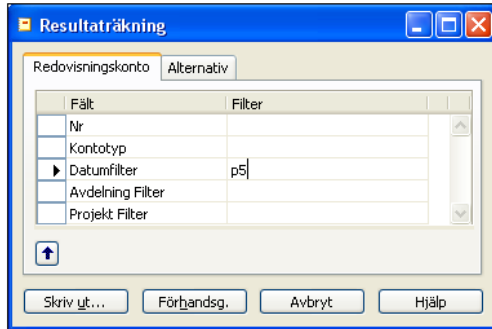 Resultaträkning
Redovisningskonto Alternativ
Fält Filter
Nr
Kontotyp
Datumfilter p5
Avdelning Filter
Projekt Filter
Skriv ut... Förhandsg. Avbryt Hjälp